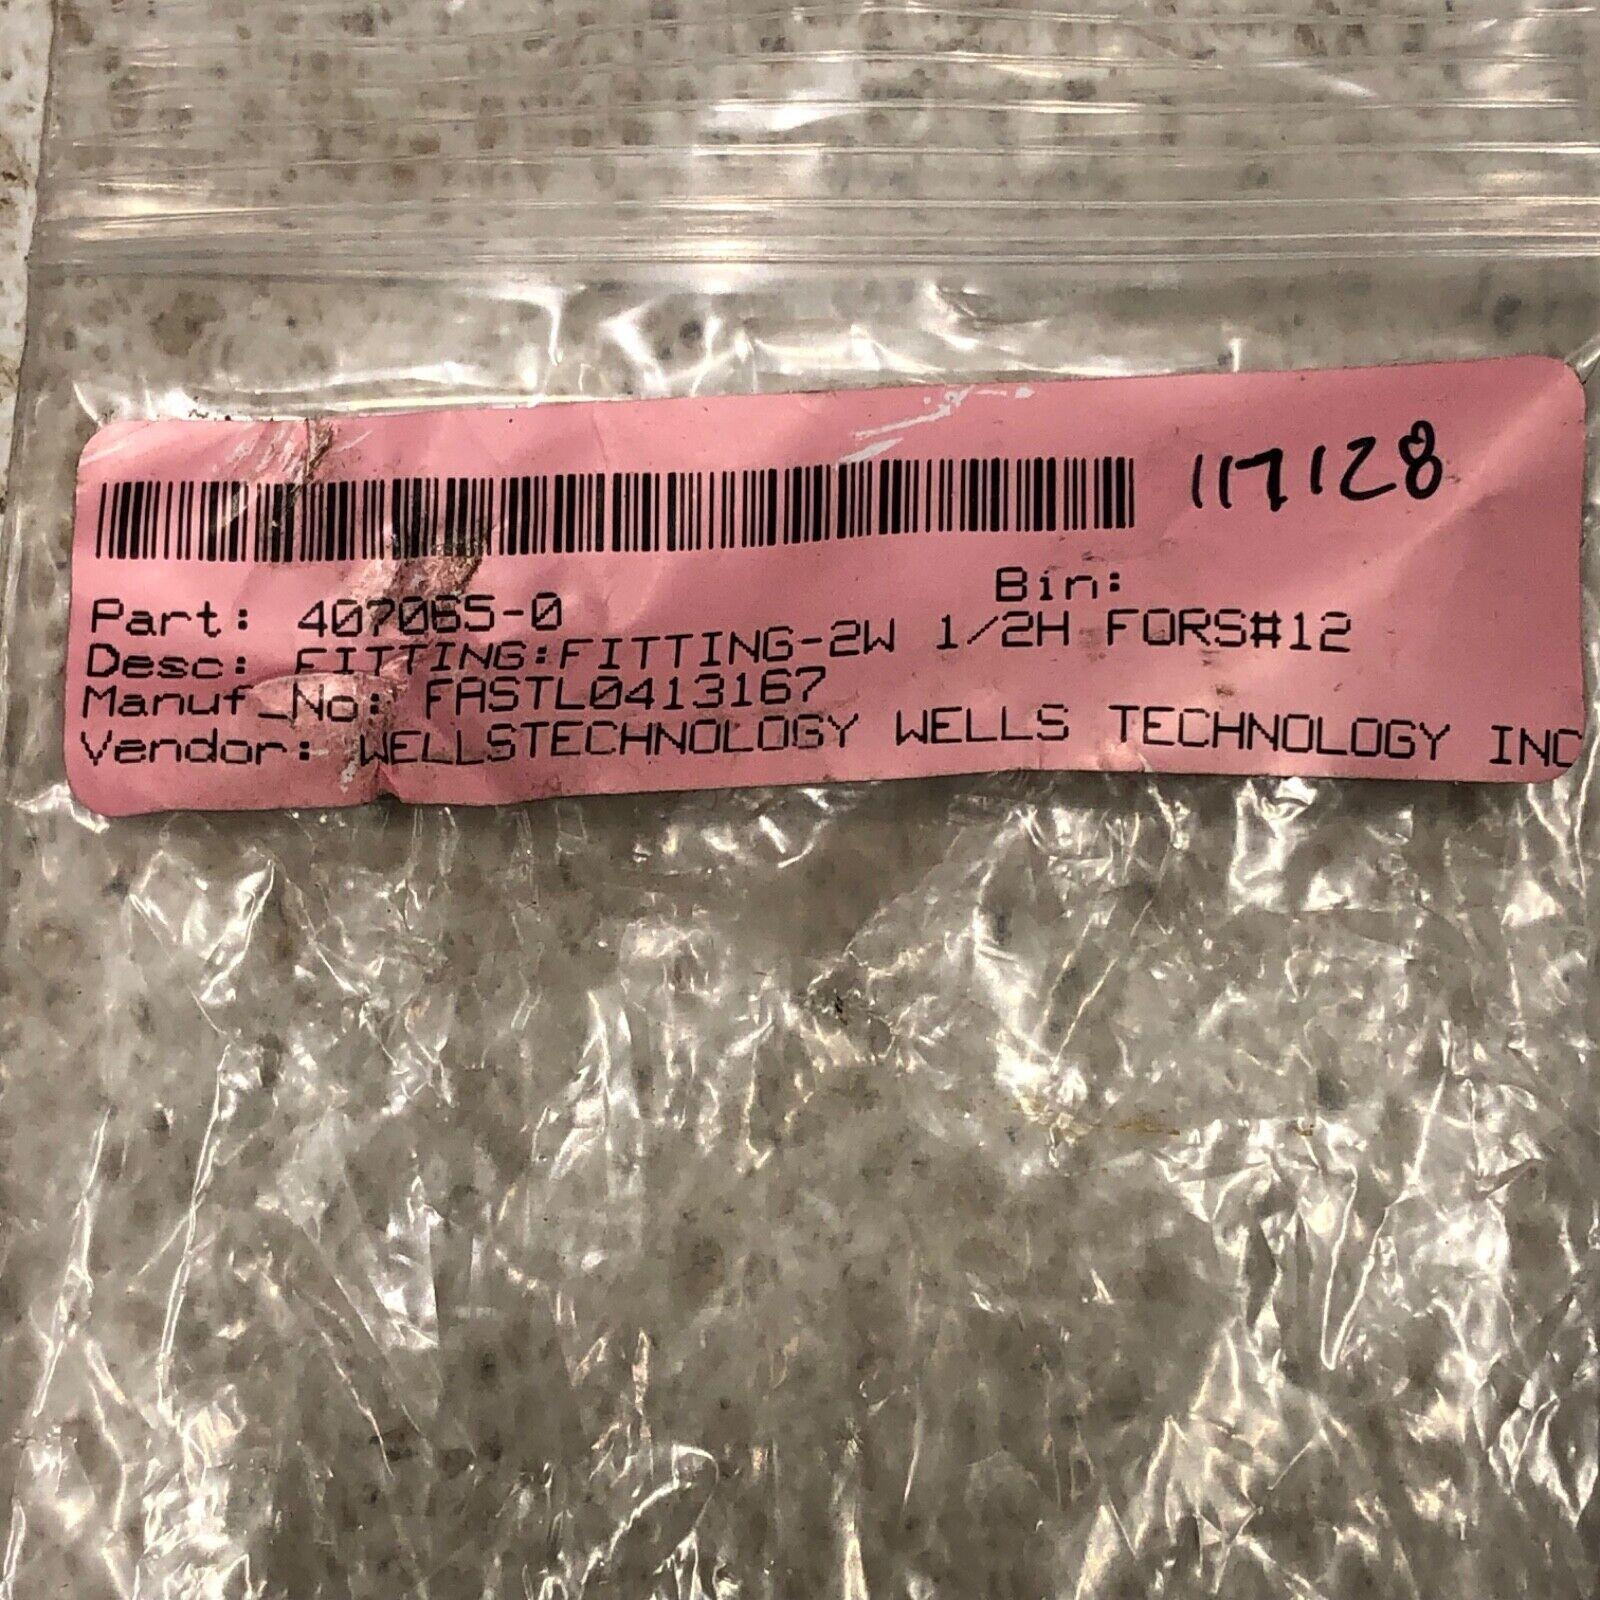 117128
Bin:
Part: 407065-0
Desc: FITTING:FITTING-2W 1/2H FORS#12
Manuf_No: FASTL0413167
Vendor: WELLSTECHNOLOGY WELLS TECHNOLOGY INC